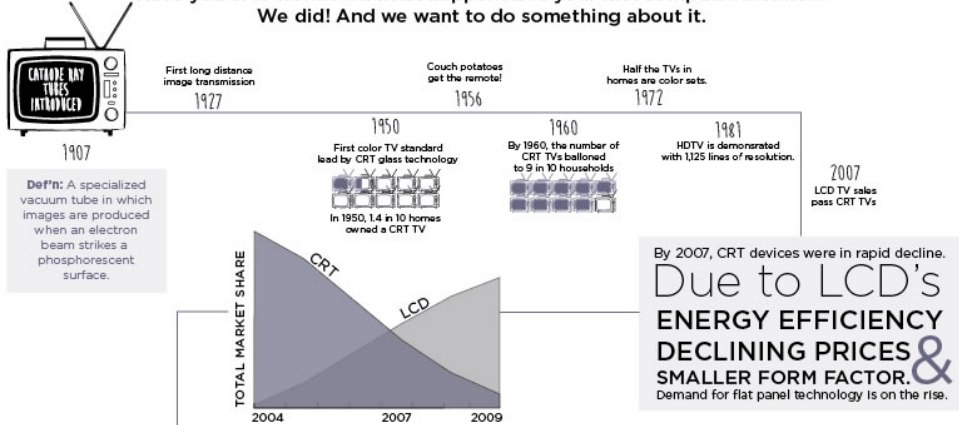 We did! And we want to do something about it.
CATHODE RAY
TUBES
INTRODUCED
1907
Def'n: A specialized
vacuum tube in which
images are produced
when an electron
beam strikes a
phosphorescent
surface.
First long distance
image transmission
1927
1950
First color TV standard
lead by CRT glass technology
In 1950, 1.4 in 10 homes
owned a CRT TV
Couch potatoes
get the remote!
1956
1960
By 1960, the number of
CRT TVs balloned
to 9 in 10 households
Half the TVs in
homes are color sets.
1972
1981
HDTV is demonsrated
with 1,125 lines of resolution.
2007
LCD TV sales
pass CRT TVs
TOTAL MARKET SHARE
CRT
LCD
2004
2007
2009
By 2007, CRT devices were in rapid decline.
Due to LCD's
ENERGY EFFICIENCY
DECLINING PRICES &
SMALLER FORM FACTOR.
Demand for flat panel technology is on the rise.